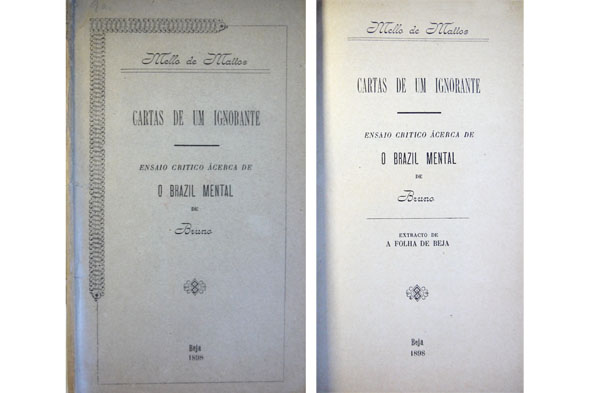 Mello de Mattos
CARTAS DE UM IGNORANTE
ENSAIO CRITICO ÁCERCA DE
O BRAZIL MENTAL
DE
Bruno
Beja
1898
Mello de Mattos
CARTAS DE UM IGNORANTE
ENSAIO CRITICO ÁCERCA DE
O BRAZIL MENTAL
DE
Bruno
EXTRACTO DE
A FOLHA DE BEJA
Beja
1898